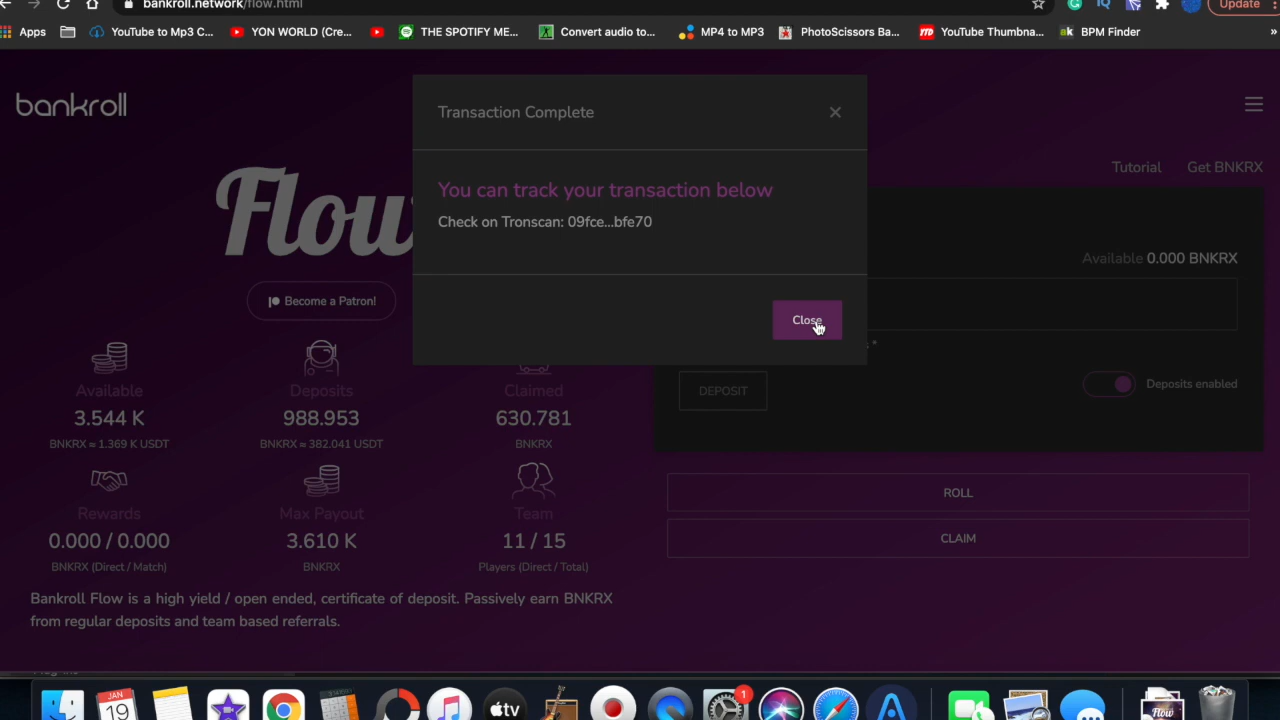 bankroll.network/flow.html
Update
Apps
YouTube to Mp3 C...
YON WORLD (Cre...
THE SPOTIFY ME...
Convert audio to...
MP4 to MP3
PhotoScissors Ba...
YouTube Thumbna...
BPM Finder
»
bankroll
Transaction Complete
You can track your transaction below
Check on Tronscan: 09fce...bfe70
Close
Tutorial
Get BNKRX
Flow
Available 0.000 BNKRX
Become a Patron!
DEPOSIT
Deposits enabled
Available
Deposits
Claimed
3.544 K
988.953
630.781
BNKRX ≈ 1.369 K USDT
BNKRX ≈ 382.041 USDT
BNKRX
ROLL
CLAIM
Rewards
Max Payout
Team
0.000 / 0.000
3.610 K
11 / 15
BNKRX (Direct / Match)
BNKRX
Players (Direct / Total)
Bankroll Flow is a high yield / open ended, certificate of deposit. Passively earn BNKRX
from regular deposits and team based referrals.
JAN
19
tv
1
Flow